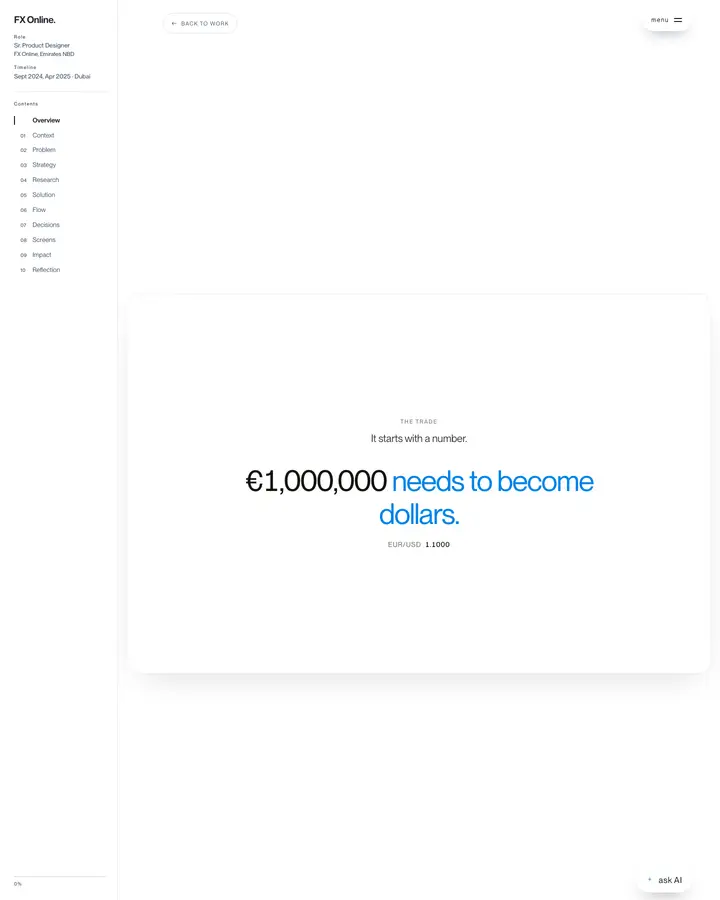 FX Online.
Role
Sr. Product Designer
FX Online, Emirates NBD
Timeline
Sept 2024, Apr 2025 · Dubai
Contents
Overview
01 Context
02 Problem
03 Strategy
04 Research
05 Solution
06 Flow
07 Decisions
08 Screens
09 Impact
10 Reflection
0%
← BACK TO WORK
menu
THE TRADE
It starts with a number.
€1,000,000 needs to become
dollars.
EUR/USD 1.1000
ask AI